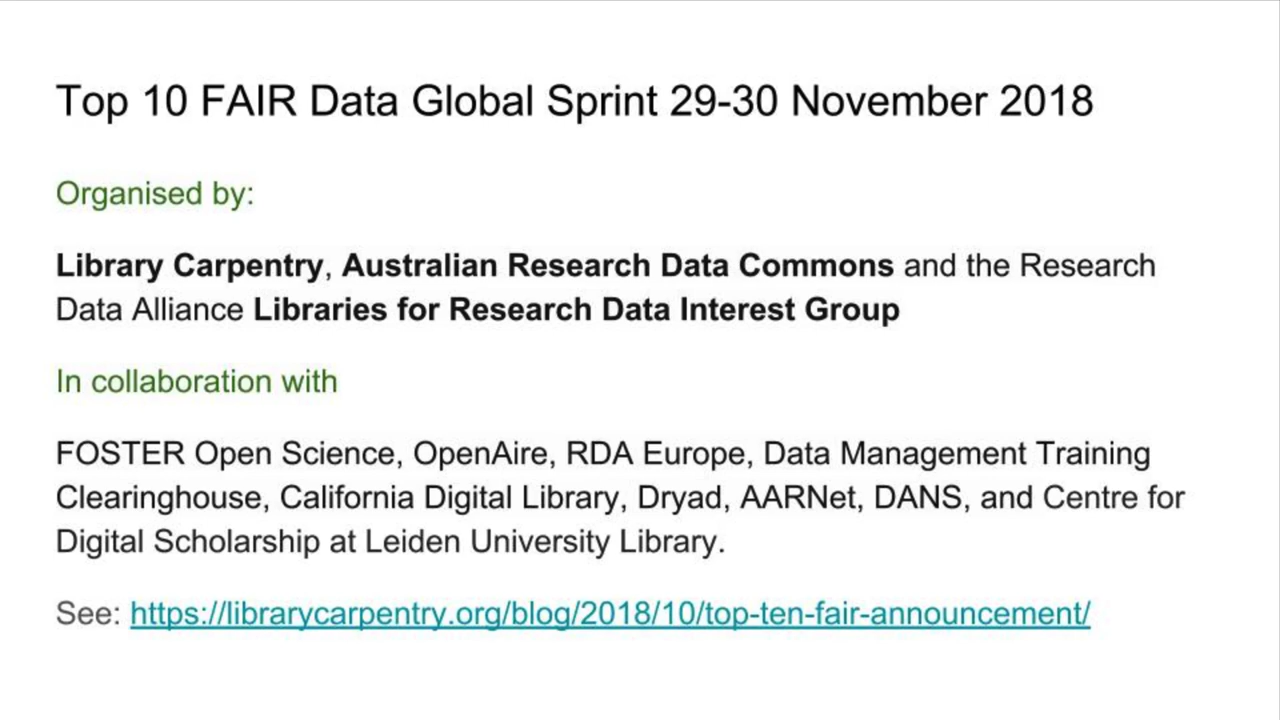 Top 10 FAIR Data Global Sprint 29-30 November 2018
Organised by:
Library Carpentry, Australian Research Data Commons and the Research
Data Alliance Libraries for Research Data Interest Group
In collaboration with
FOSTER Open Science, OpenAire, RDA Europe, Data Management Training
Clearinghouse, California Digital Library, Dryad, AARNet, DANS, and Centre for
Digital Scholarship at Leiden University Library.
See: https://librarycarpentry.org/blog/2018/10/top-ten-fair-announcement/